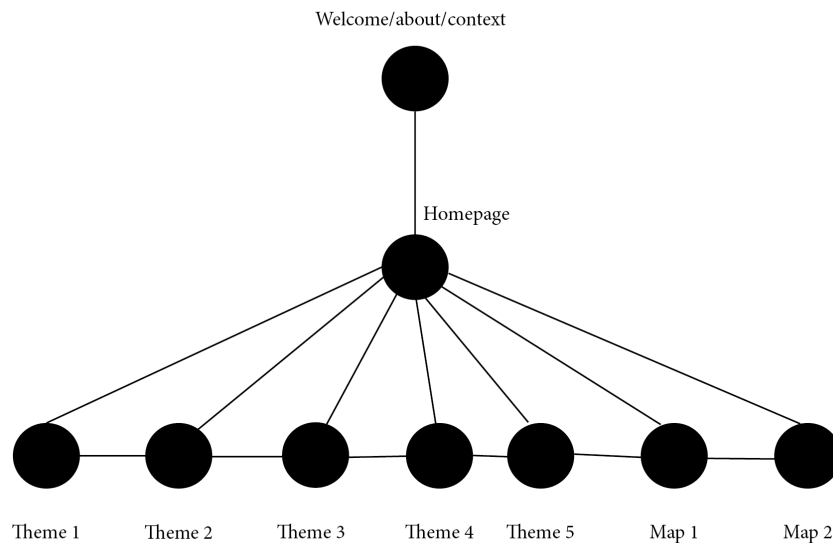 Welcome/about/context
Homepage
Theme 1
Theme 2
Theme 3
Theme 4
Theme 5
Map 1
Map 2